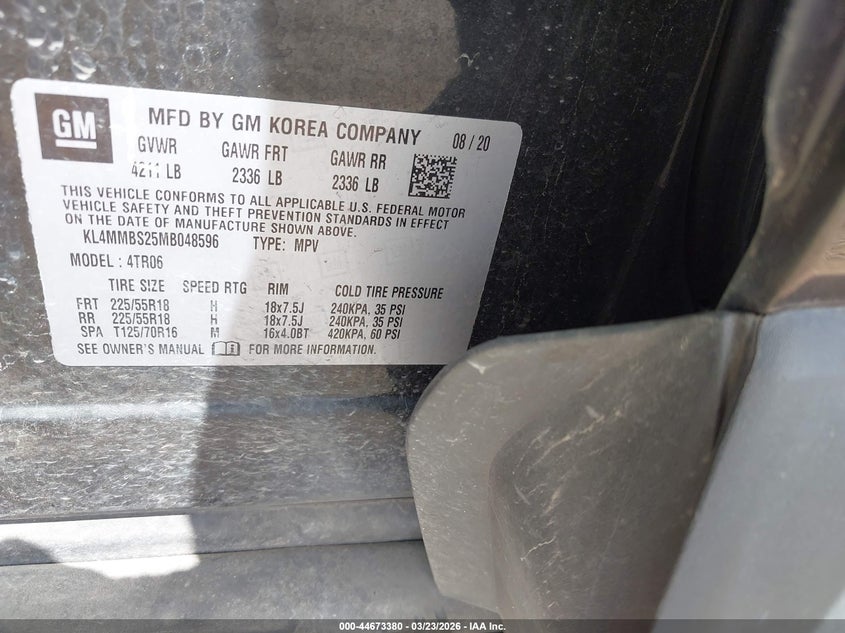 GM
MFD BY GM KOREA COMPANY 08 / 20
GVWR GAWR FRT GAWR RR
4211 LB 2336 LB 2336 LB
THIS VEHICLE CONFORMS TO ALL APPLICABLE U.S. FEDERAL MOTOR
VEHICLE SAFETY AND THEFT PREVENTION STANDARDS IN EFFECT
ON THE DATE OF MANUFACTURE SHOWN ABOVE.
KL4MMBS25MB048596 TYPE: MPV
MODEL : 4TR06
TIRE SIZE SPEED RTG RIM COLD TIRE PRESSURE
FRT 225/55R18 H 18x7.5J 240KPA, 35 PSI
RR 225/55R18 H 18x7.5J 240KPA, 35 PSI
SPA T125/70R16 M 16x4.0BT 420KPA, 60 PSI
SEE OWNER'S MANUAL FOR MORE INFORMATION.
000-44673380 - 03/23/2026 - IAA Inc.